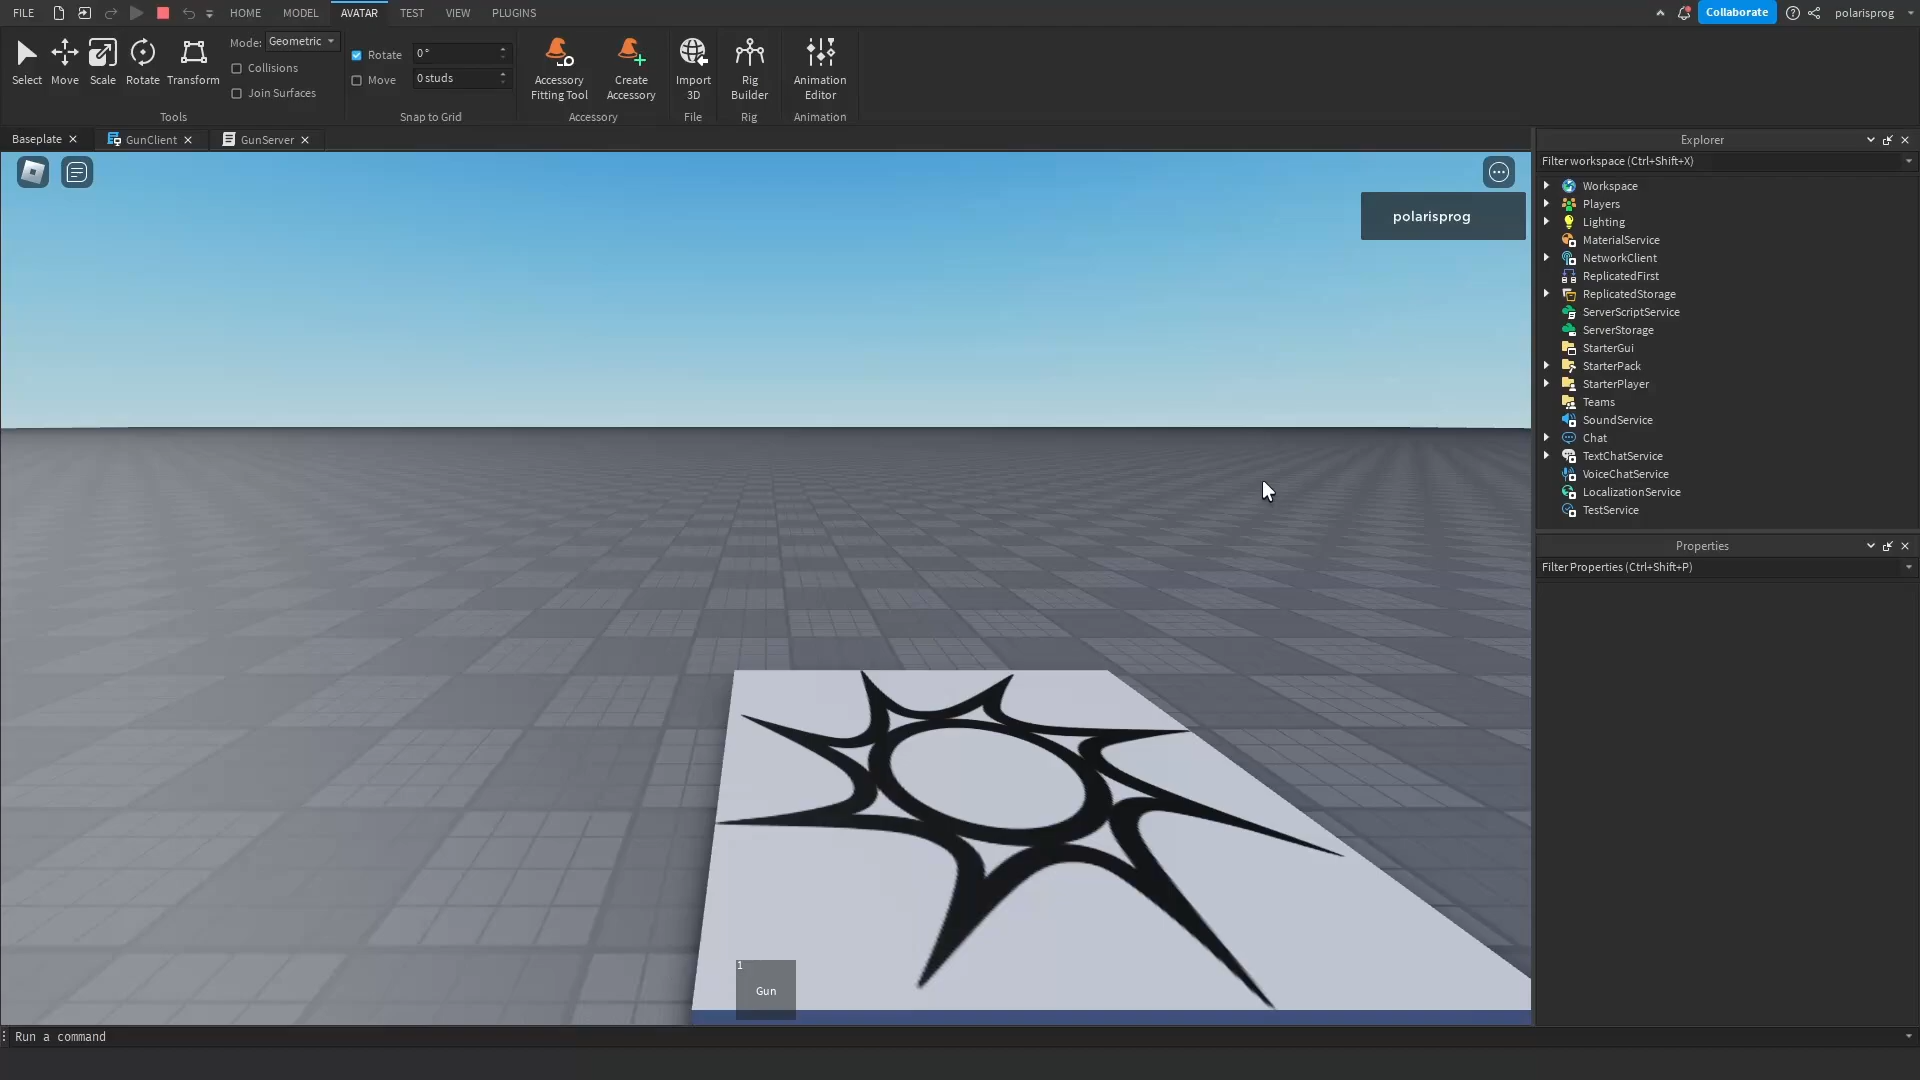 FILE HOME MODEL AVATAR TEST VIEW PLUGINS Collaborate polarisprog
Select Move Scale Rotate Transform
Mode: Geometric
Collisions
Join Surfaces
Tools
Rotate 0 °
Move 0 studs
Snap to Grid
Accessory
Fitting Tool
Create
Accessory
Accessory
Import
3D
File
Rig
Builder
Rig
Animation
Editor
Animation
Baseplate GunClient GunServer
polarisprog
1
Gun
Explorer
Filter workspace (Ctrl+Shift+X)
Workspace
Players
Lighting
MaterialService
NetworkClient
ReplicatedFirst
ReplicatedStorage
ServerScriptService
ServerStorage
StarterGui
StarterPack
StarterPlayer
Teams
SoundService
Chat
TextChatService
VoiceChatService
LocalizationService
TestService
Properties
Filter Properties (Ctrl+Shift+P)
Run a command